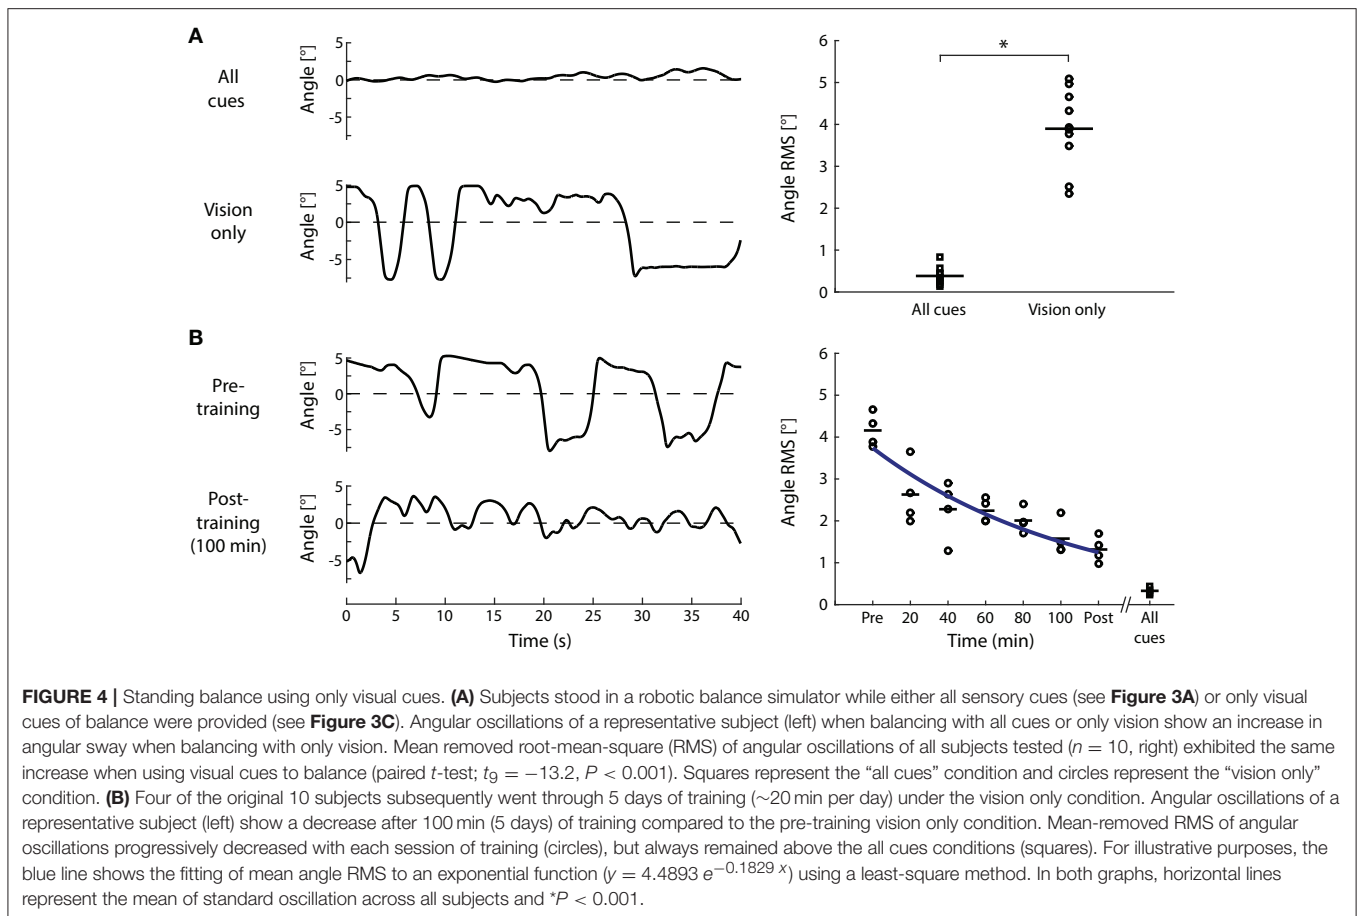 A
All
cues
Angle [°]
5
0
-5
Vision
only
Angle [°]
5
0
-5
Angle RMS [°]
6
5
4
3
2
1
0
*
All cues
Vision only
B
Pre-
training
Angle [°]
5
0
-5
Post-
training
(100 min)
Angle [°]
5
0
-5
0 5 10 15 20 25 30 35 40
Time (s)
Angle RMS [°]
6
5
4
3
2
1
0
Pre 20 40 60 80 100 Post All
cues
Time (min)
FIGURE 4 | Standing balance using only visual cues. (A) Subjects stood in a robotic balance simulator while either all sensory cues (see Figure 3A) or only visual
cues of balance were provided (see Figure 3C). Angular oscillations of a representative subject (left) when balancing with all cues or only vision show an increase in
angular sway when balancing with only vision. Mean removed root-mean-square (RMS) of angular oscillations of all subjects tested (n = 10, right) exhibited the same
increase when using visual cues to balance (paired t-test; t9 = −13.2, P < 0.001). Squares represent the “all cues” condition and circles represent the “vision only”
condition. (B) Four of the original 10 subjects subsequently went through 5 days of training (∼20 min per day) under the vision only condition. Angular oscillations of a
representative subject (left) show a decrease after 100 min (5 days) of training compared to the pre-training vision only condition. Mean-removed RMS of angular
oscillations progressively decreased with each session of training (circles), but always remained above the all cues conditions (squares). For illustrative purposes, the
blue line shows the fitting of mean angle RMS to an exponential function (y = 4.4893 e−0.1829 x) using a least-square method. In both graphs, horizontal lines
represent the mean of standard oscillation across all subjects and *P < 0.001.